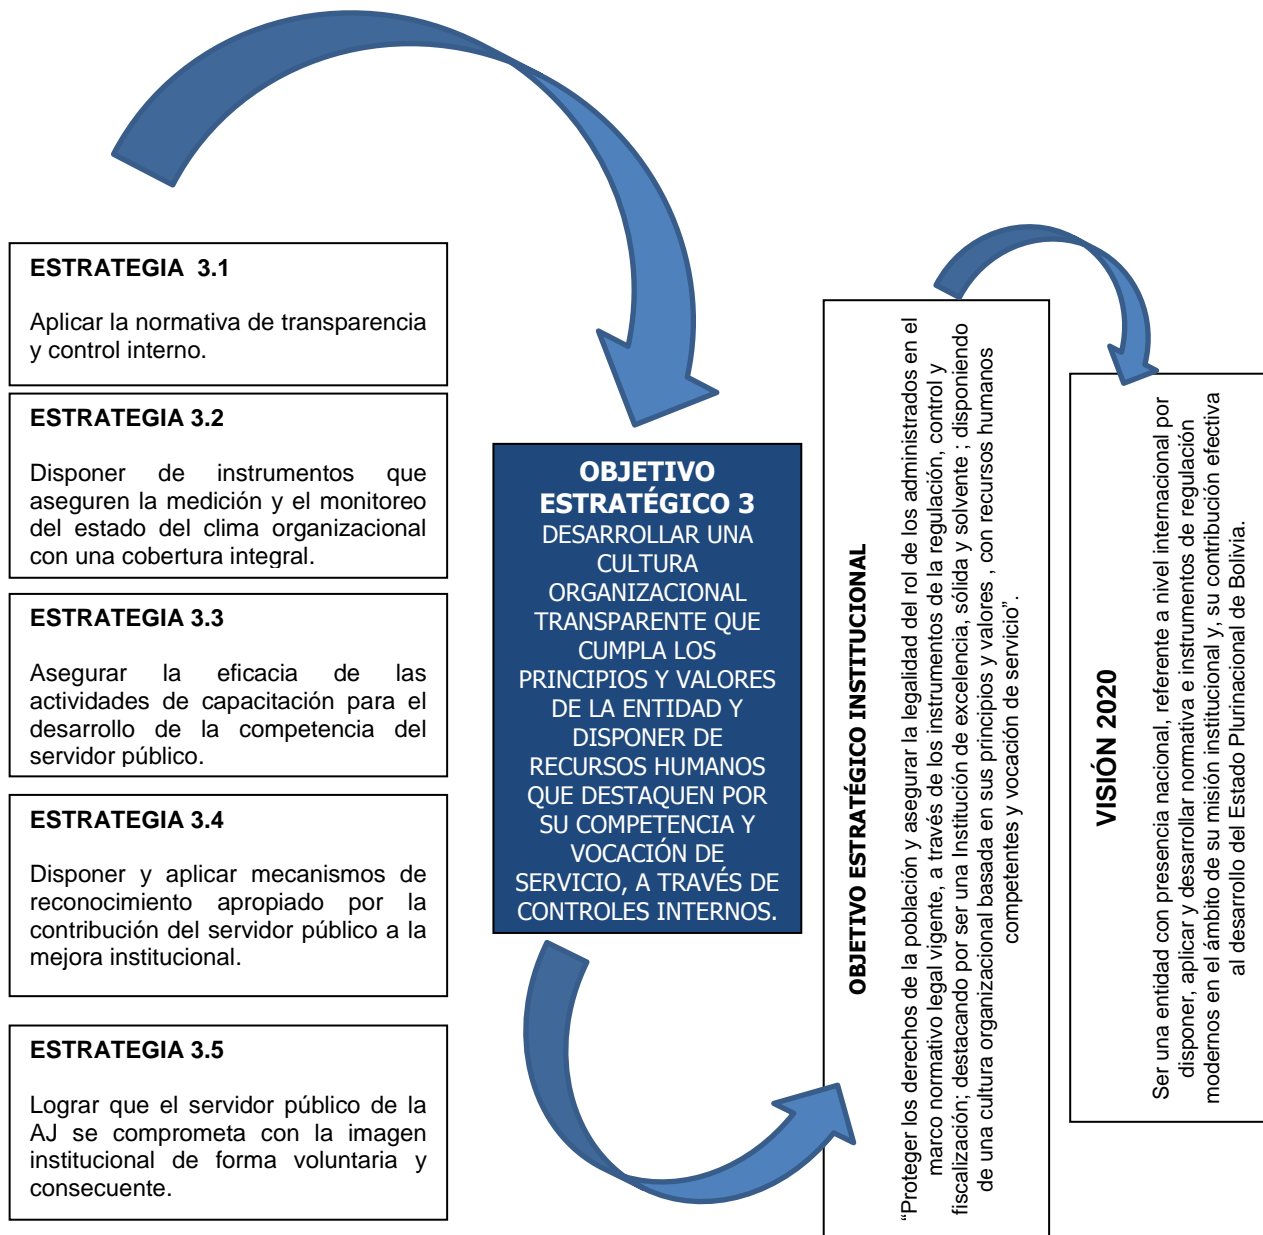 ESTRATEGIA 3.1
Aplicar la normativa de transparencia
y control interno.
ESTRATEGIA 3.2
Disponer de instrumentos que
aseguren la medición y el monitoreo
del estado del clima organizacional
con una cobertura integral.
ESTRATEGIA 3.3
Asegurar la eficacia de las
actividades de capacitación para el
desarrollo de la competencia del
servidor público.
ESTRATEGIA 3.4
Disponer y aplicar mecanismos de
reconocimiento apropiado por la
contribución del servidor público a la
mejora institucional.
ESTRATEGIA 3.5
Lograr que el servidor público de la
AJ se comprometa con la imagen
institucional de forma voluntaria y
consecuente.
OBJETIVO
ESTRATÉGICO 3
DESARROLLAR UNA
CULTURA
ORGANIZACIONAL
TRANSPARENTE QUE
CUMPLA LOS
PRINCIPIOS Y VALORES
DE LA ENTIDAD Y
DISPONER DE
RECURSOS HUMANOS
QUE DESTAQUEN POR
SU COMPETENCIA Y
VOCACIÓN DE
SERVICIO, A TRAVÉS DE
CONTROLES INTERNOS.
OBJETIVO ESTRATÉGICO INSTITUCIONAL
"Proteger los derechos de la población y asegurar la legalidad del rol de los administrados en el
marco normativo legal vigente, a través de los instrumentos de la regulación, control y
fiscalización; destacando por ser una Institución de excelencia, sólida y solvente ; disponiendo
de una cultura organizacional basada en sus principios y valores , con recursos humanos
competentes y vocación de servicio".
VISIÓN 2020
Ser una entidad con presencia nacional, referente a nivel internacional por
disponer, aplicar y desarrollar normativa e instrumentos de regulación
modernos en el ámbito de su misión institucional y, su contribución efectiva
al desarrollo del Estado Plurinacional de Bolivia.